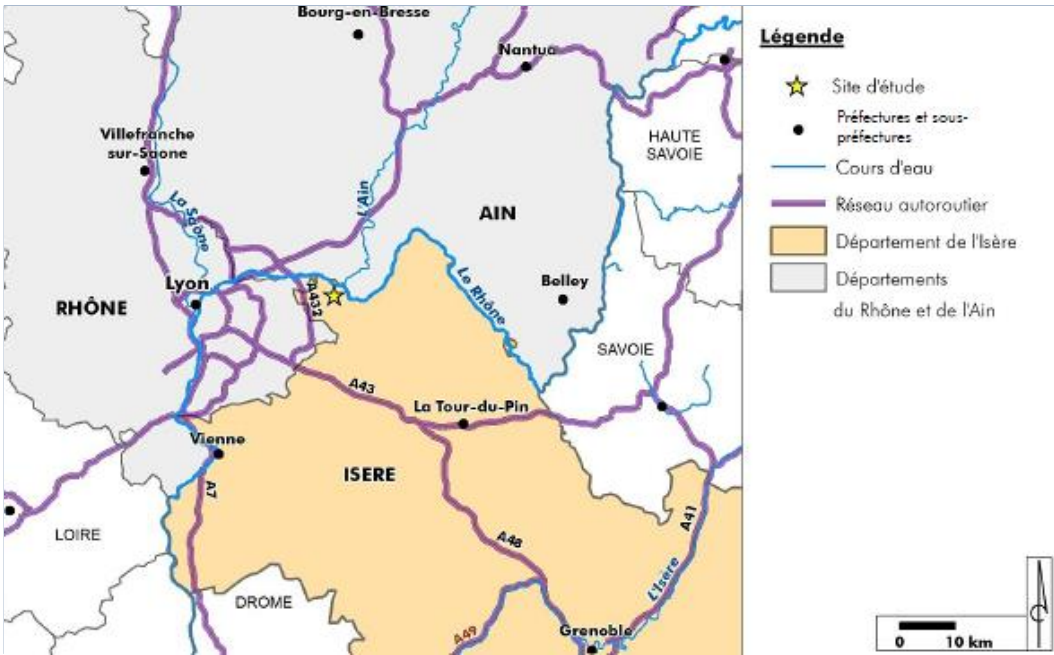 Bourg-en-Bresse
Nantua
Villefranche
sur-Saone
HAUTE
SAVOIE
La Saône
L'Ain
AIN
Lyon
RHÔNE
A432
Le Rhône
Belley
SAVOIE
A43
La Tour-du-Pin
Vienne
ISERE
A7
LOIRE
A48
A41
L'Isère
DROME
A49
Grenoble
Légende
Site d'étude
Préfectures et sous-
préfectures
Cours d'eau
Réseau autoroutier
Département de l'Isère
Départements
du Rhône et de l'Ain
0 10 km